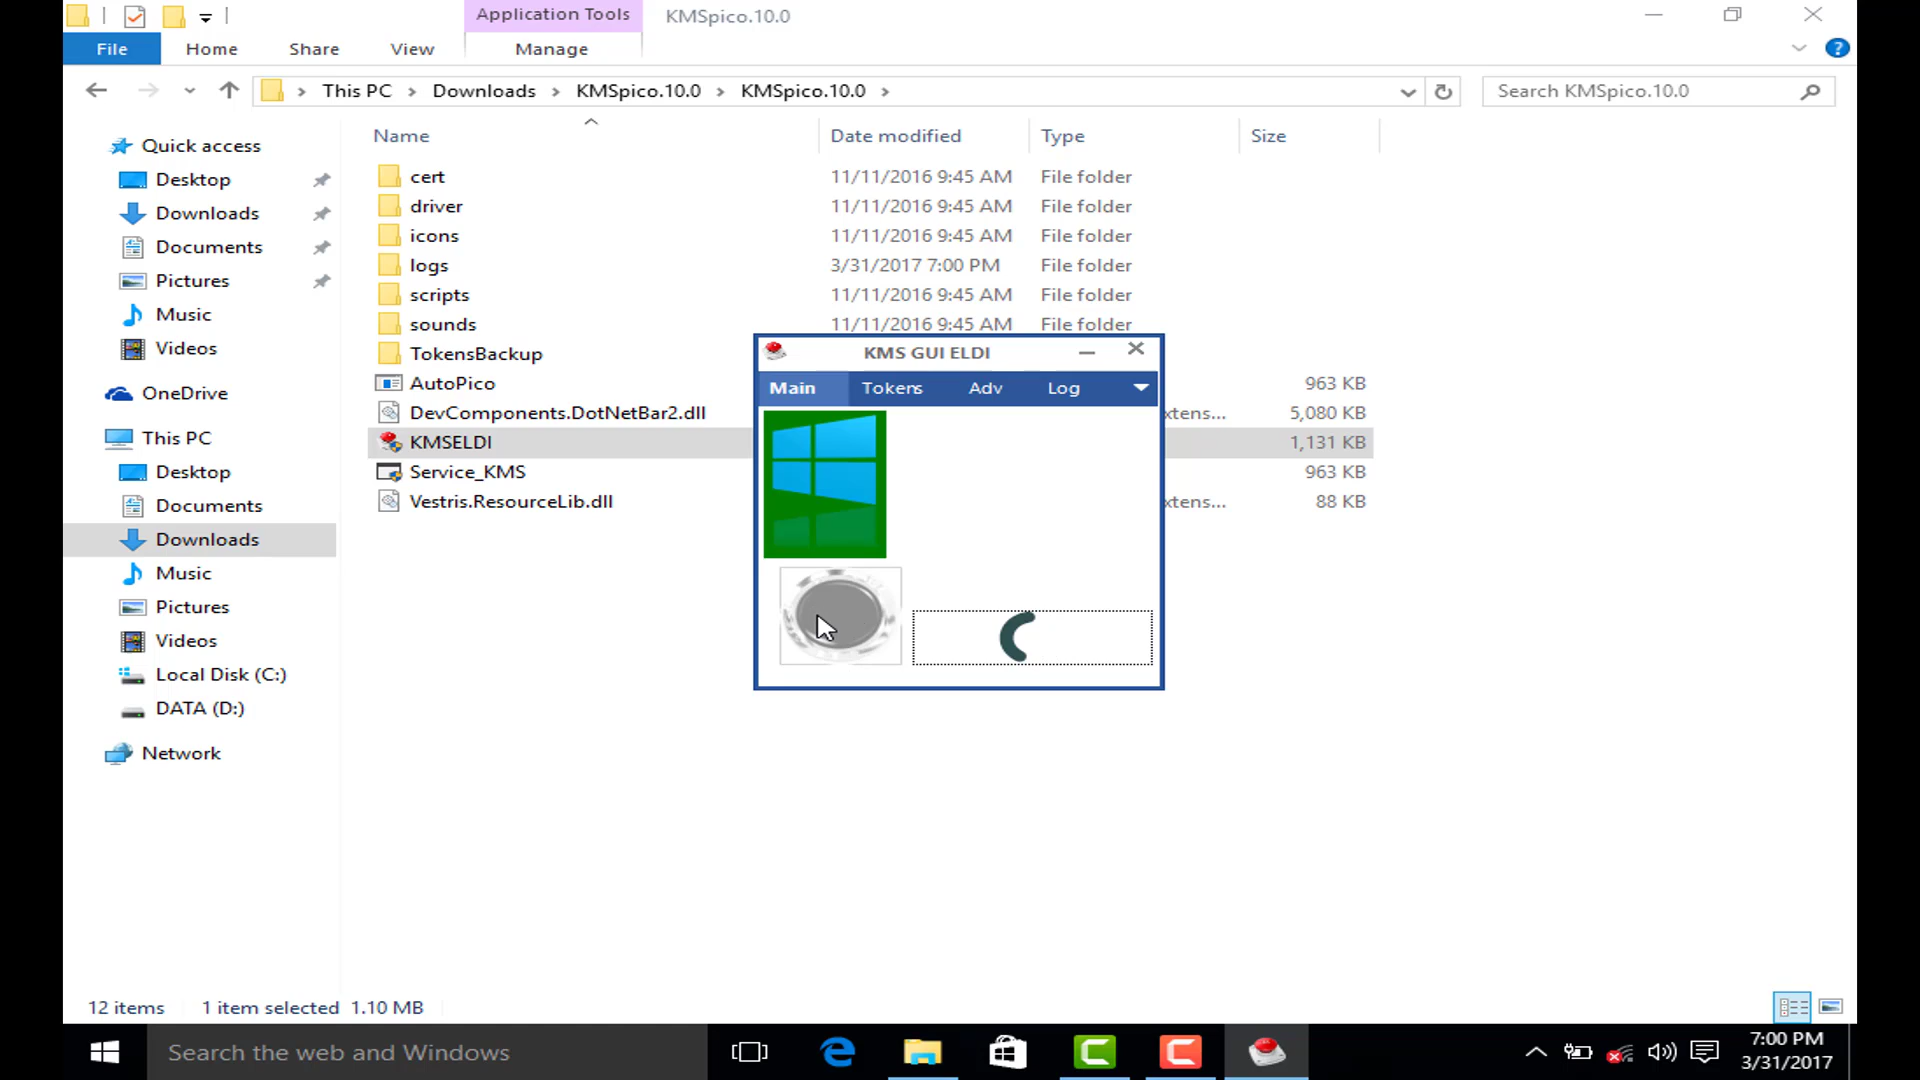 Application Tools KMSpico.10.0
File Home Share View Manage
This PC Downloads KMSpico.10.0 KMSpico.10.0 Search KMSpico.10.0
Name Date modified Type Size
Quick access
Desktop
Downloads
Documents
Pictures
Music
Videos
OneDrive
This PC
Desktop
Documents
Downloads
Music
Pictures
Videos
Local Disk (C:)
DATA (D:)
Network
cert 11/11/2016 9:45 AM File folder
driver 11/11/2016 9:45 AM File folder
icons 11/11/2016 9:45 AM File folder
logs 3/31/2017 7:00 PM File folder
scripts 11/11/2016 9:45 AM File folder
sounds 11/11/2016 9:45 AM File folder
TokensBackup
AutoPico 963 KB
DevComponents.DotNetBar2.dll xtens... 5,080 KB
KMSELDI 1,131 KB
Service_KMS 963 KB
Vestris.ResourceLib.dll xtens... 88 KB
KMS GUI ELDI
Main Tokens Adv Log
12 items 1 item selected 1.10 MB
Search the web and Windows
7:00 PM
3/31/2017